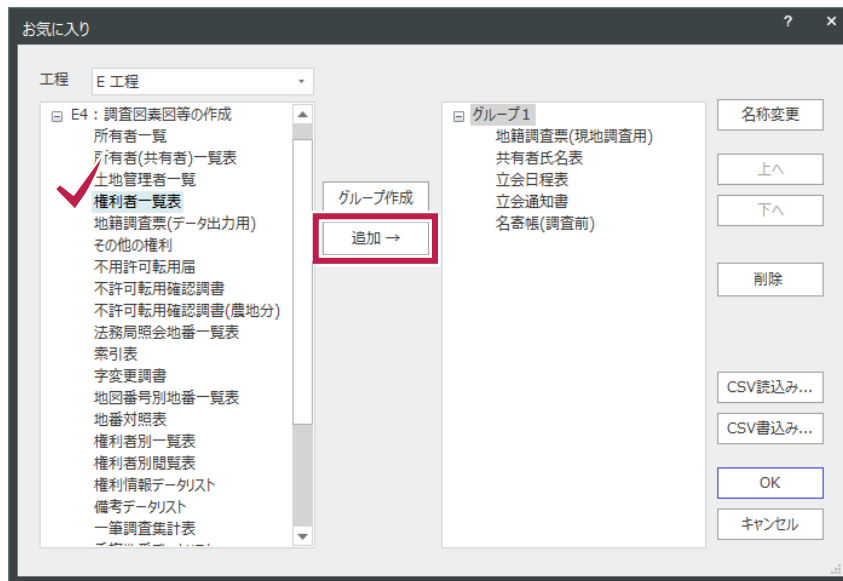 お気に入り
? ×
工程 E 工程
E4：調査図素図等の作成
所有者一覧
所有者(共有者)一覧表
土地管理者一覧
権利者一覧表
地籍調査票(データ出力用)
その他の権利
不用許可転用届
不許可転用確認調書
不許可転用確認調書(農地分)
法務局照会地番一覧表
索引表
字変更調書
地図番号別地番一覧表
地番対照表
権利者別一覧表
権利者別閲覧表
権利情報データリスト
備考データリスト
一筆調査集計表
グループ作成
追加 →
グループ1
地籍調査票(現地調査用)
共有者氏名表
立会日程表
立会通知書
名寄帳(調査前)
名称変更
上へ
下へ
削除
CSV読込み...
CSV書込み...
OK
キャンセル